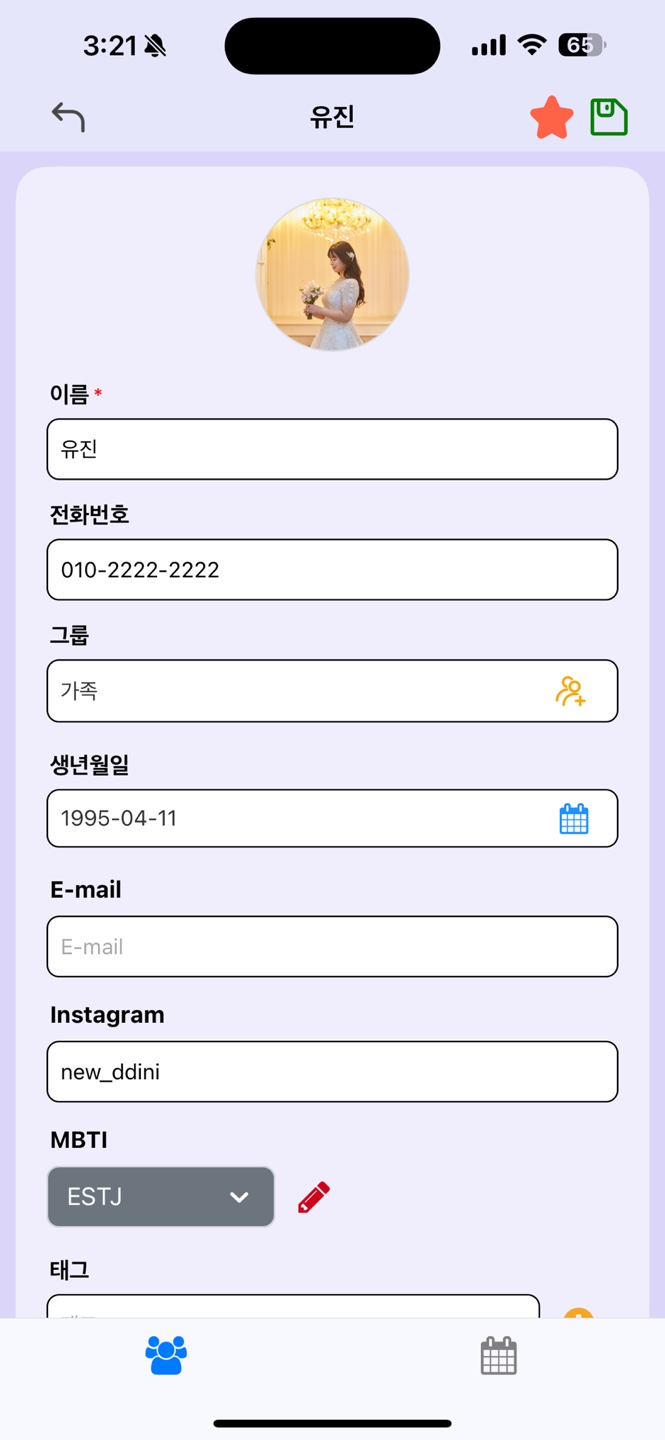 3:21
65
유진
이름 *
유진
전화번호
010-2222-2222
그룹
가족
생년월일
1995-04-11
E-mail
E-mail
Instagram
new_ddini
MBTI
ESTJ
태그